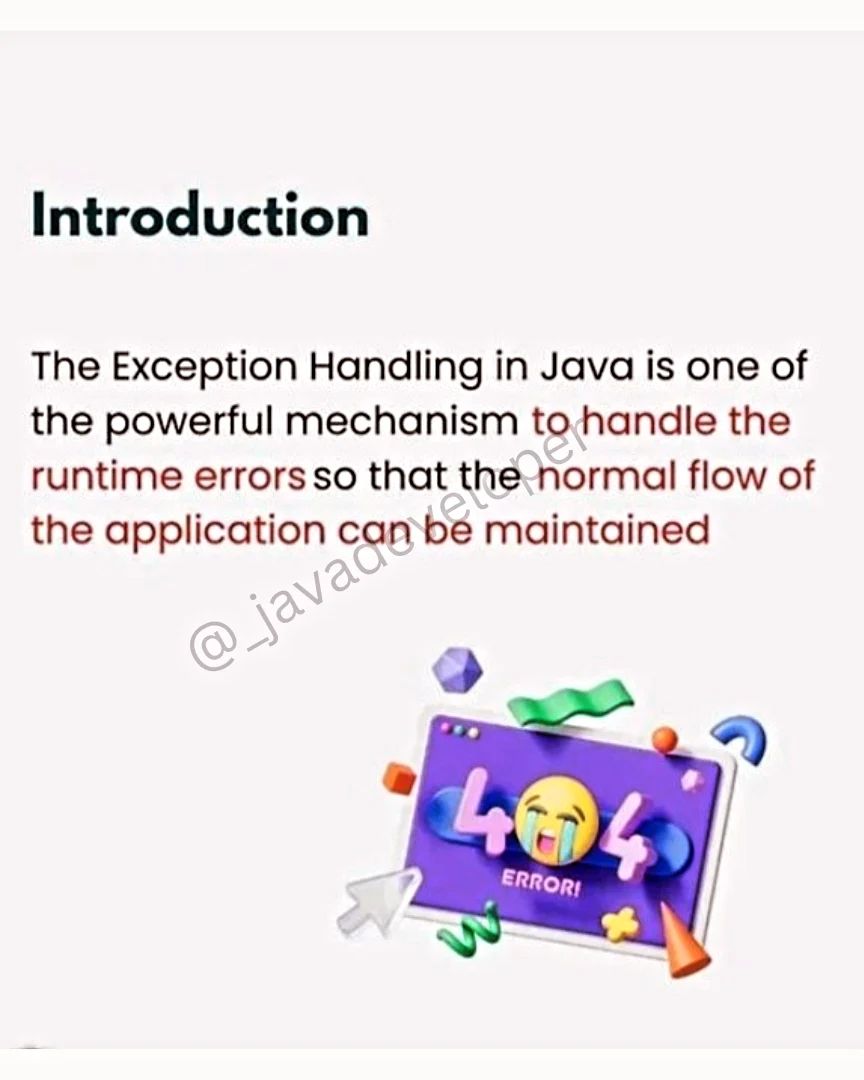 Introduction
The Exception Handling in Java is one of
the powerful mechanism to handle the
runtime errors so that the normal flow of
the application can be maintained
@_javadeveloper
404
ERROR!